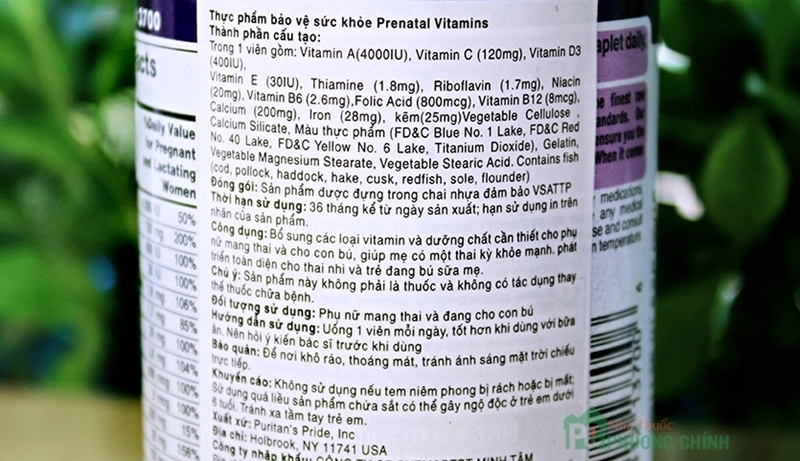 3700
Thực phẩm bảo vệ sức khỏe Prenatal Vitamins
Thành phần cấu tạo:
Trong 1 viên gồm: Vitamin A(4000IU), Vitamin C (120mg), Vitamin D3
(400IU),
Vitamin E (30IU), Thiamine (1.8mg), Riboflavin (1.7mg), Niacin
(20mg), Vitamin B6 (2.6mg),Folic Acid (800mcg), Vitamin B12 (8mcg),
Calcium (200mg), Iron (28mg), kẽm(25mg)Vegetable Cellulose ,
Calcium Silicate, Màu thực phẩm (FD&C Blue No. 1 Lake, FD&C Red
No. 40 Lake, FD&C Yellow No. 6 Lake, Titanium Dioxide), Gelatin,
Vegetable Magnesium Stearate, Vegetable Stearic Acid. Contains fish
(cod, pollock, haddock, hake, cusk, redfish, sole, flounder)
Đóng gói: Sản phẩm được đựng trong chai nhựa đảm bảo VSATTP
Thời hạn sử dụng: 36 tháng kể từ ngày sản xuất; hạn sử dụng in trên
nhãn của sản phẩm.
Công dụng: Bổ sung các loại vitamin và dưỡng chất cần thiết cho phụ
nữ mang thai và cho con bú, giúp mẹ có một thai kỳ khỏe mạnh. phát
triển toàn diện cho thai nhi và trẻ đang bú sữa mẹ.
Chú ý: Sản phẩm này không phải là thuốc và không có tác dụng thay
thế thuốc chữa bệnh.
Đối tượng sử dụng: Phụ nữ mang thai và đang cho con bú
Hướng dẫn sử dụng: Uống 1 viên mỗi ngày, tốt hơn khi dùng với bữa
ăn. Nên hỏi ý kiến bác sĩ trước khi dùng
Bảo quản: Để nơi khô ráo, thoáng mát, tránh ánh sáng mặt trời chiếu
trực tiếp.
Khuyến cáo: Không sử dụng nếu tem niêm phong bị rách hoặc bị mất;
Sử dụng quá liều sản phẩm chứa sắt có thể gây ngộ độc ở trẻ em dưới
6 tuổi. Tránh xa tầm tay trẻ em.
Xuất xứ: Puritan's Pride, Inc
Địa chỉ: Holbrook, NY 11741 USA
Công ty nhập khẩu:
%Daily Value
for Pregnant
and Lactating
Women
50%
200%
100%
100%
106%
85%
100%
104%
100%
100%
100%
15%
156%
caplet daily,
the finest raw
standards. Our
ensure you the
When it comes
medications
any medical
use and consult
temperature
Nhà Thuốc
PHƯƠNG CHÍNH